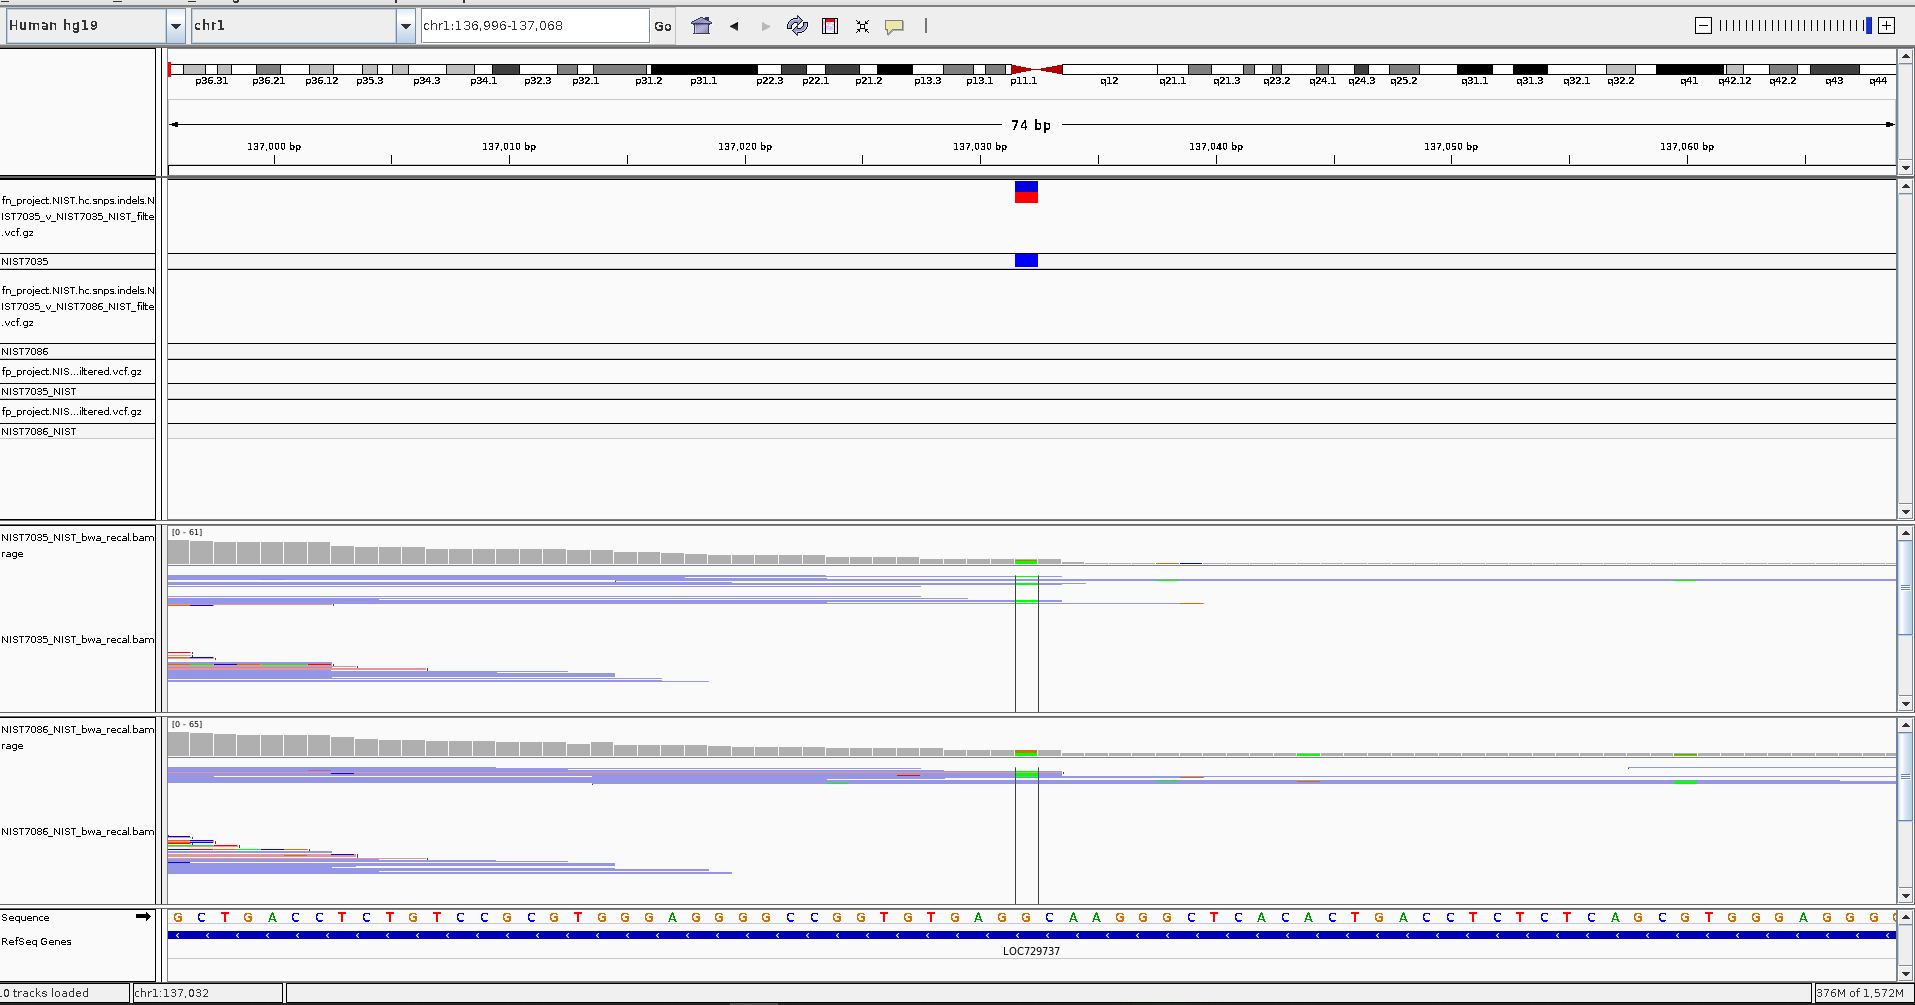 Human hg19 chr1 chr1:136,996-137,068 Go
p36.31 p36.21 p36.12 p35.3 p34.3 p34.1 p32.3 p32.1 p31.2 p31.1 p22.3 p22.1 p21.2 p13.3 p13.1 p11.1 q12 q21.1 q21.3 q23.2 q24.1 q24.3 q25.2 q31.1 q31.3 q32.1 q32.2 q41 q42.12 q42.2 q43 q44
74 bp
137,000 bp 137,010 bp 137,020 bp 137,030 bp 137,040 bp 137,050 bp 137,060 bp
fn_project.NIST.hc.snps.indels.N
IST7035_v_NIST7035_NIST_filte
.vcf.gz
NIST7035
fn_project.NIST.hc.snps.indels.N
IST7035_v_NIST7086_NIST_filte
.vcf.gz
NIST7086
fp_project.NIS...iltered.vcf.gz
NIST7035_NIST
fp_project.NIS...iltered.vcf.gz
NIST7086_NIST
[0 - 61]
NIST7035_NIST_bwa_recal.bam
rage
NIST7035_NIST_bwa_recal.bam
[0 - 65]
NIST7086_NIST_bwa_recal.bam
rage
NIST7086_NIST_bwa_recal.bam
Sequence G C T G A C C T C T G T C C G C G T G G G A G G G G C C G G T G T G A G G C A A G G G C T C A C A C T G A C C T C T C T C A G C G T G G G A G G G
RefSeq Genes
LOC729737
0 tracks loaded chr1:137,032 376M of 1,572M